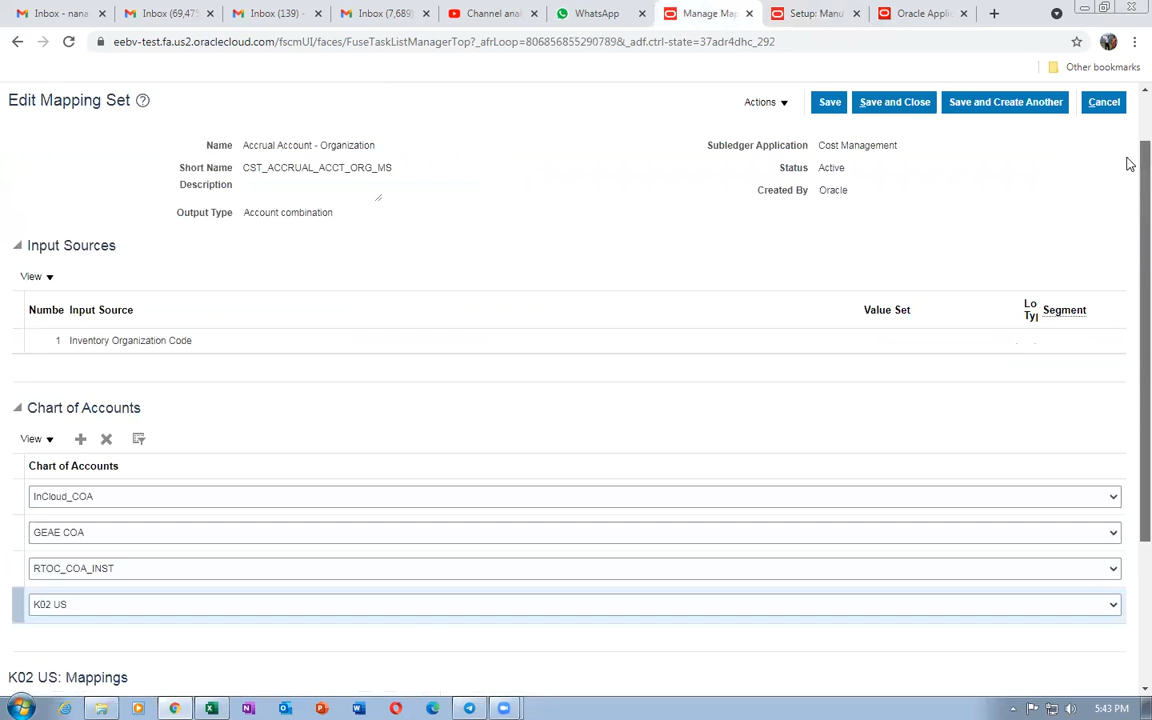 Inbox - nana
Inbox (69,475
Inbox (139) -
Inbox (7,689)
Channel anal
WhatsApp
Manage Map
Setup: Manu
Oracle Appli
eebv-test.fa.us2.oraclecloud.com/fscmUI/faces/FuseTaskListManagerTop?_afrLoop=806856855290789&_adf.ctrl-state=37adr4dhc_292
Other bookmarks
Edit Mapping Set
Actions
Save
Save and Close
Save and Create Another
Cancel
Name Accrual Account - Organization
Subledger Application Cost Management
Short Name CST_ACCRUAL_ACCT_ORG_MS
Status Active
Description
Created By Oracle
Output Type Account combination
Input Sources
View
Numbe Input Source Value Set Lo Segment
Ty
1 Inventory Organization Code
Chart of Accounts
View
Chart of Accounts
InCloud_COA
GEAE COA
RTOC_COA_INST
K02 US
K02 US: Mappings
5:43 PM